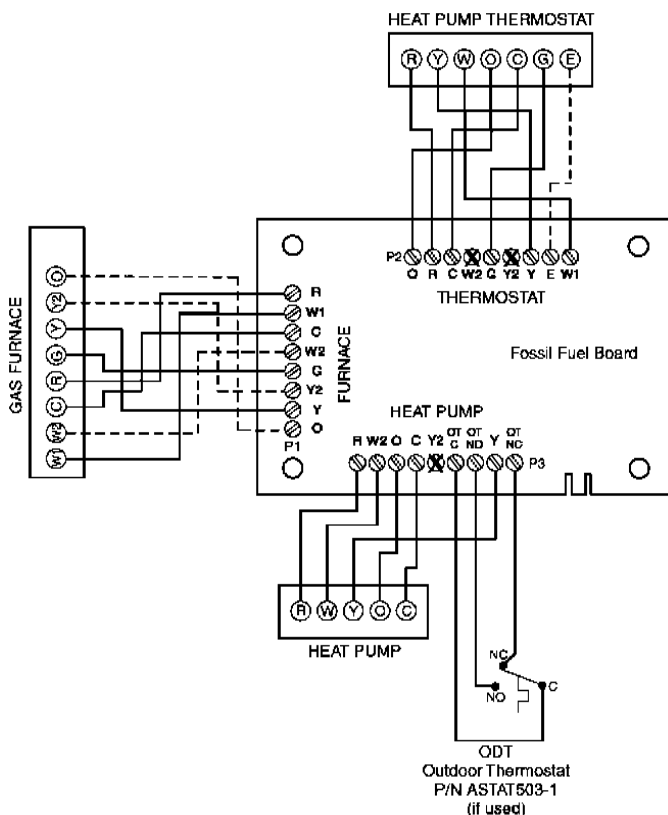 HEAT PUMP THERMOSTAT
R Y W O C G E
P2
O R C W2 G Y2 Y E W1
THERMOSTAT
GAS FURNACE
O
Y2
Y
G
R
C
W2
W1
R
W1
C
W2
G
Y2
Y
O
P1
FURNACE
Fossil Fuel Board
HEAT PUMP
R W2 O C Y2 OT C OT NO Y OT NC
P3
R W Y O C
HEAT PUMP
NC
NO
C
ODT
Outdoor Thermostat
P/N ASTAT503-1
(if used)